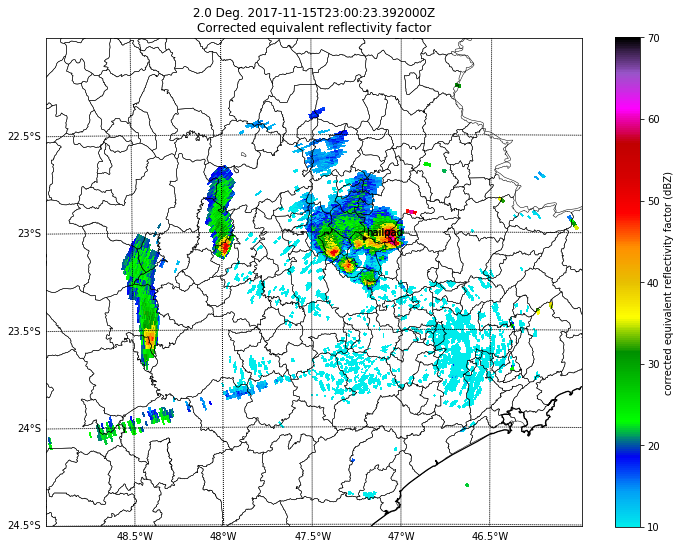 2.0 Deg. 2017-11-15T23:00:23.392000Z
Corrected equivalent reflectivity factor
70
60
50
40
30
20
10
corrected equivalent reflectivity factor (dBZ)
22.5°S
23°S
23.5°S
24°S
24.5°S
hailpad
48.5°W
48°W
47.5°W
47°W
46.5°W